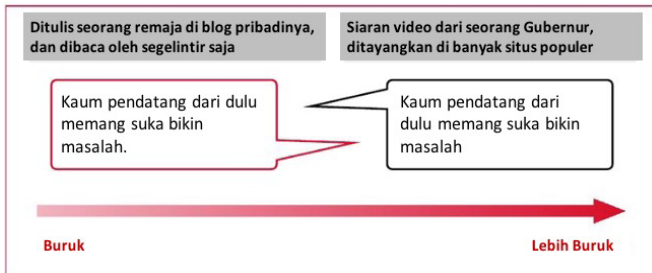 Ditulis seorang remaja di blog pribadinya,
dan dibaca oleh segelintir saja
Siaran video dari seorang Gubernur,
ditayangkan di banyak situs populer
Kaum pendatang dari dulu
memang suka bikin
masalah.
Kaum pendatang dari
dulu memang suka bikin
masalah
Buruk
Lebih Buruk